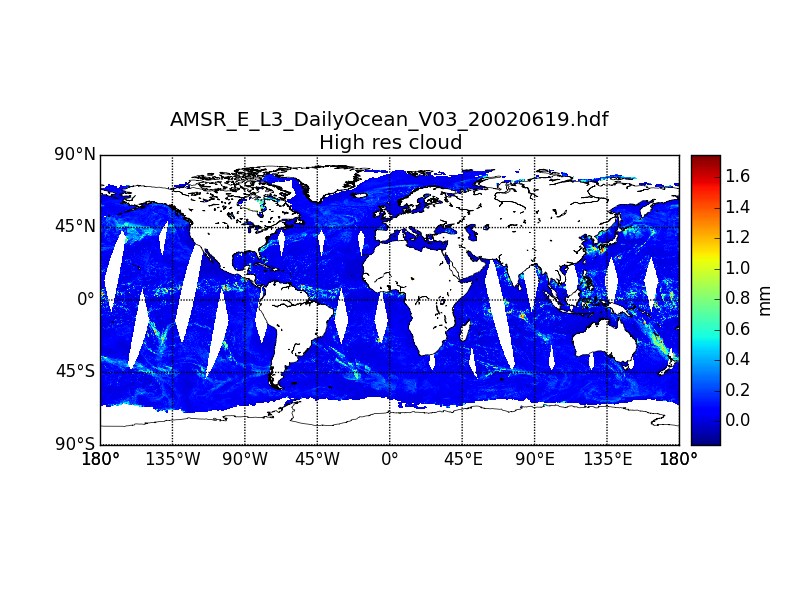 AMSR_E_L3_DailyOcean_V03_20020619.hdf
High res cloud
90°N
45°N
0°
45°S
90°S
180°
135°W
90°W
45°W
0°
45°E
90°E
135°E
180°
1.6
1.4
1.2
1.0
0.8
0.6
0.4
0.2
0.0
mm